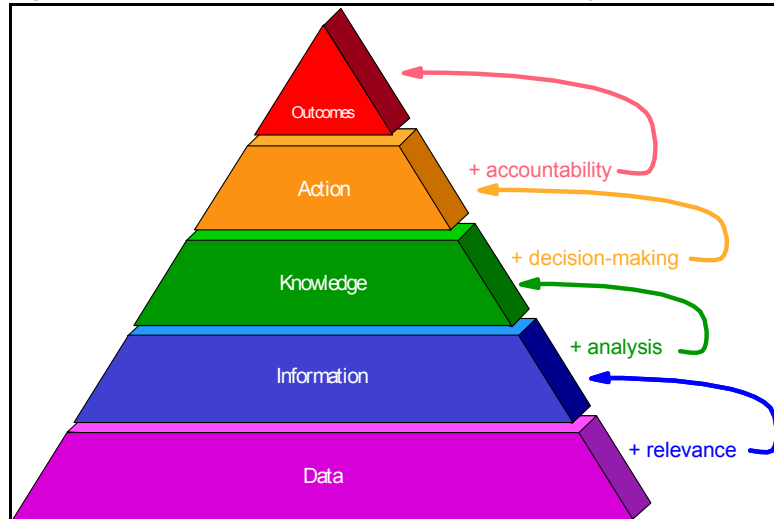 Outcomes
+ accountability
Action
+ decision-making
Knowledge
+ analysis
Information
+ relevance
Data